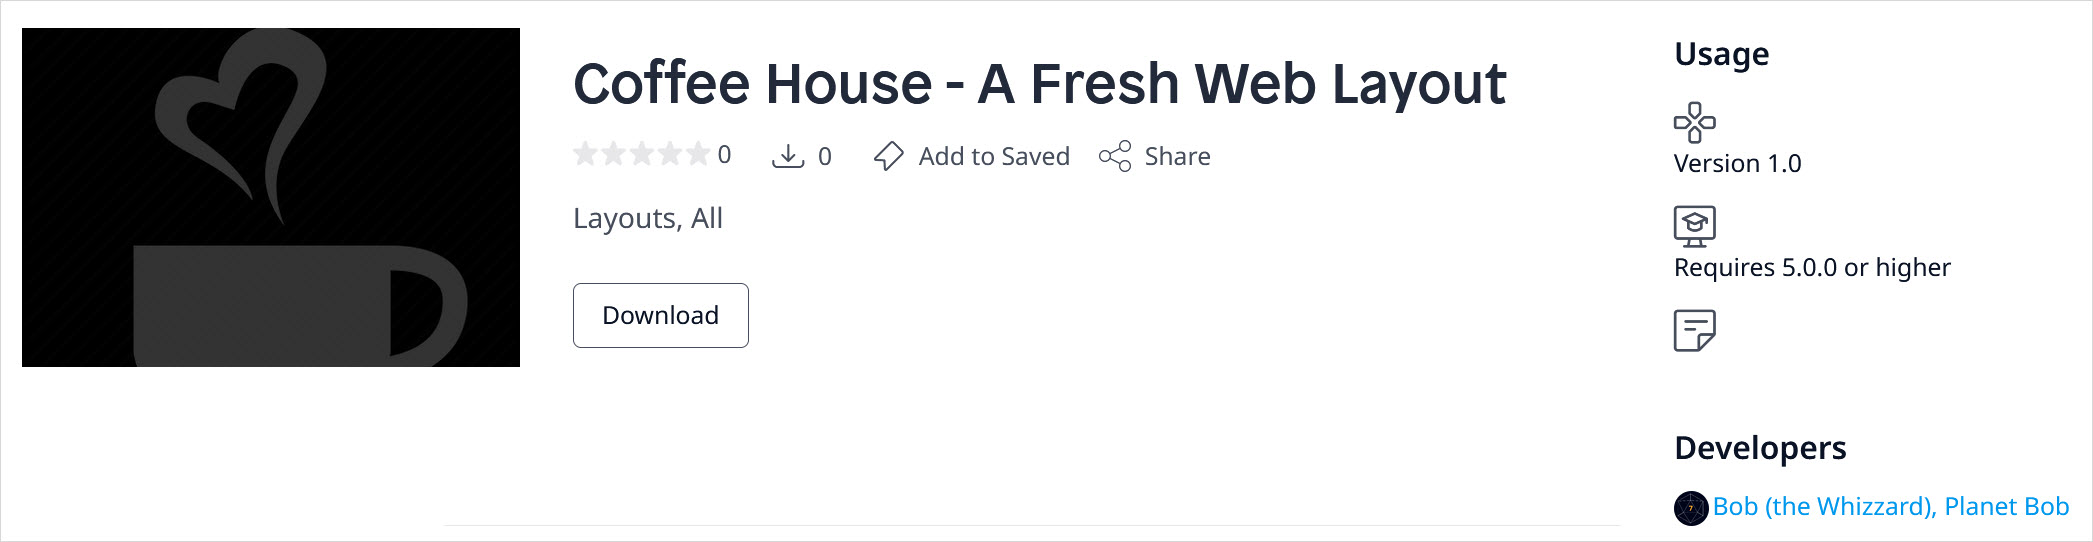 Coffee House - A Fresh Web Layout
0 0 Add to Saved Share
Layouts, All
Download
Usage
Version 1.0
Requires 5.0.0 or higher
Developers
7
Bob (the Whizzard), Planet Bob